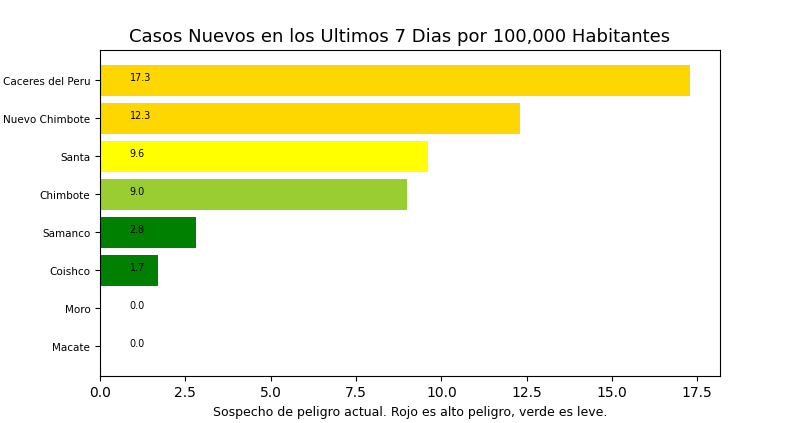 Casos Nuevos en los Ultimos 7 Dias por 100,000 Habitantes
Caceres del Peru 17.3
Nuevo Chimbote 12.3
Santa 9.6
Chimbote 9.0
Samanco 2.8
Coishco 1.7
Moro 0.0
Macate 0.0
0.0 2.5 5.0 7.5 10.0 12.5 15.0 17.5
Sospecho de peligro actual. Rojo es alto peligro, verde es leve.